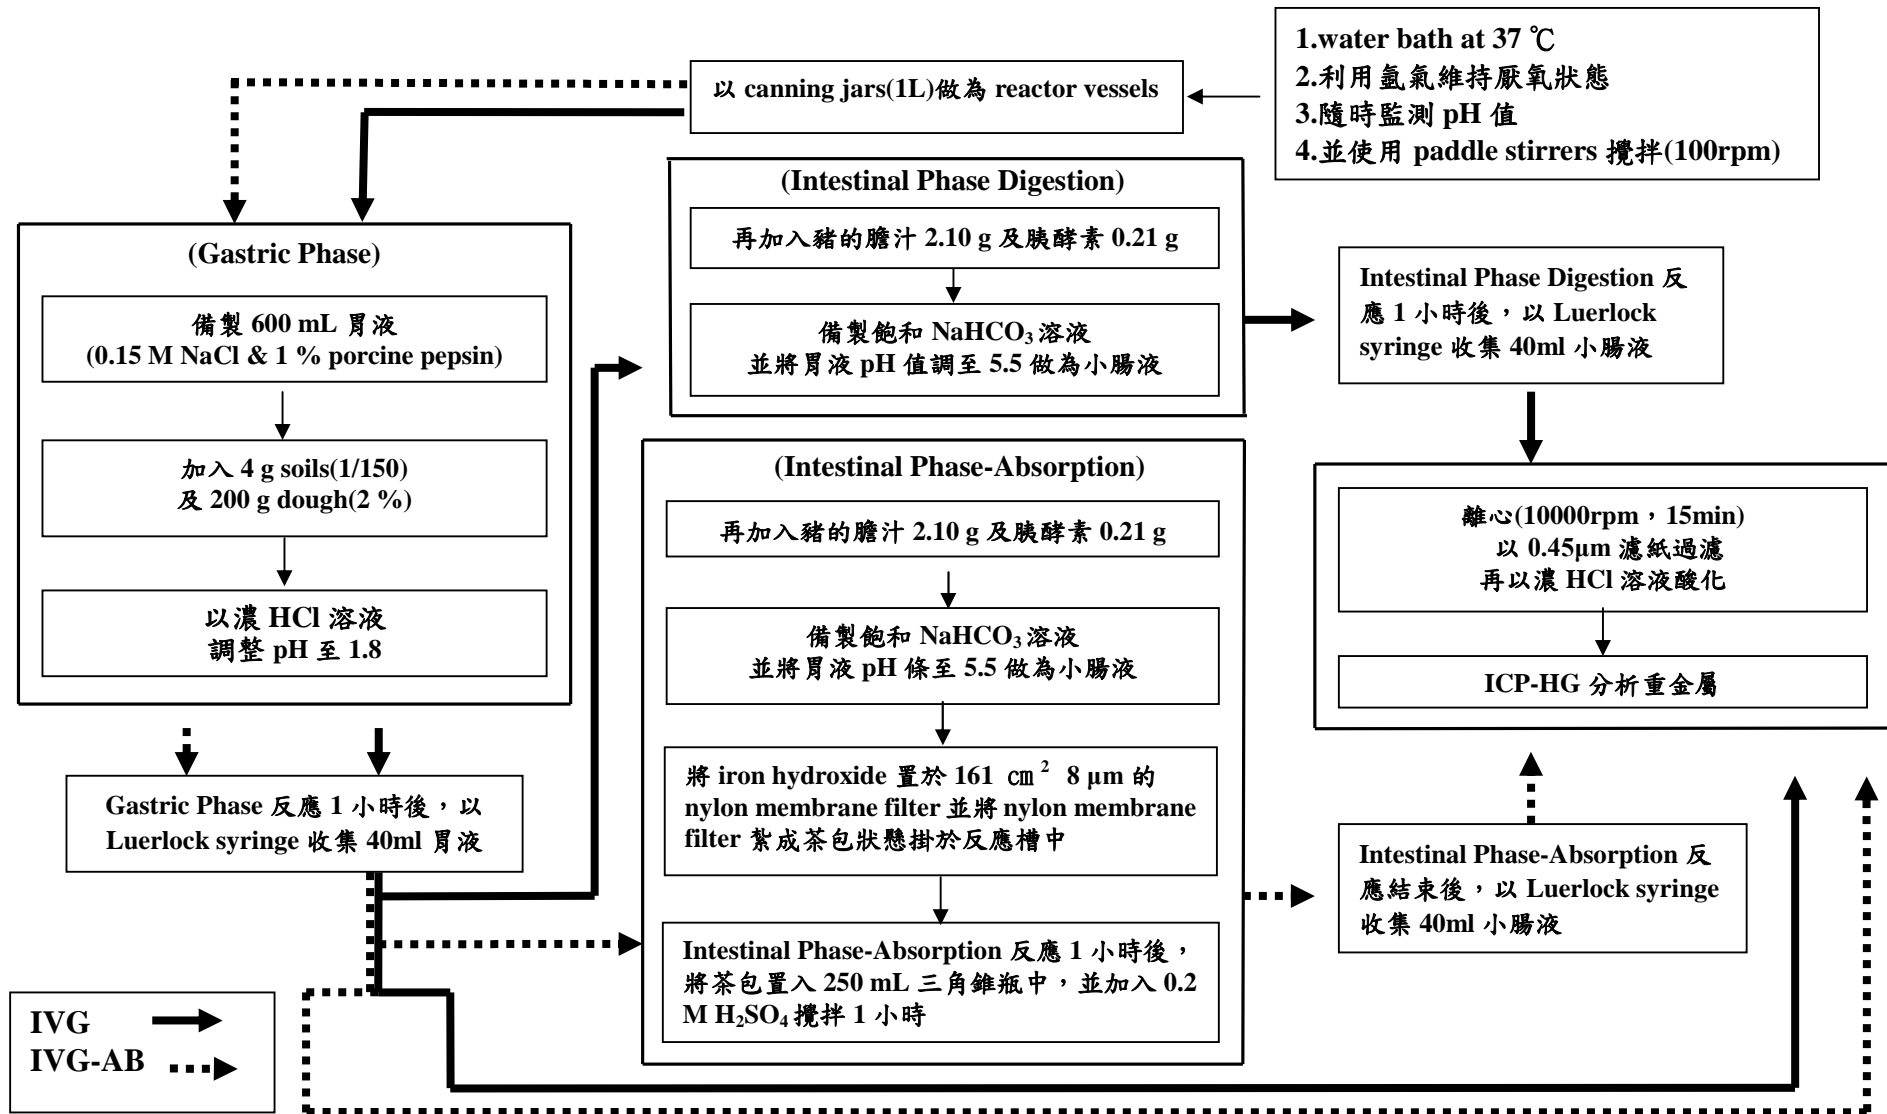 1.water bath at 37 ℃
2.利用氬氣維持厭氧狀態
3.隨時監測 pH 值
4.並使用 paddle stirrers 攪拌(100rpm)
以 canning jars(1L)做為 reactor vessels
(Gastric Phase)
備製 600 mL 胃液
(0.15 M NaCl & 1 % porcine pepsin)
加入 4 g soils(1/150)
及 200 g dough(2 %)
以濃 HCl 溶液
調整 pH 至 1.8
Gastric Phase 反應 1 小時後，以
Luerlock syringe 收集 40ml 胃液
(Intestinal Phase Digestion)
再加入豬的膽汁 2.10 g 及胰酵素 0.21 g
備製飽和 NaHCO₃ 溶液
並將胃液 pH 值調至 5.5 做為小腸液
Intestinal Phase Digestion 反
應 1 小時後，以 Luerlock
syringe 收集 40ml 小腸液
(Intestinal Phase-Absorption)
再加入豬的膽汁 2.10 g 及胰酵素 0.21 g
備製飽和 NaHCO₃ 溶液
並將胃液 pH 條至 5.5 做為小腸液
將 iron hydroxide 置於 161 cm² 8 μm 的
nylon membrane filter 並將 nylon membrane
filter 紮成茶包狀懸掛於反應槽中
Intestinal Phase-Absorption 反應 1 小時後，
將茶包置入 250 mL 三角錐瓶中，並加入 0.2
M H₂SO₄ 攪拌 1 小時
離心(10000rpm，15min)
以 0.45μm 濾紙過濾
再以濃 HCl 溶液酸化
ICP-HG 分析重金屬
Intestinal Phase-Absorption 反
應結束後，以 Luerlock syringe
收集 40ml 小腸液
IVG
IVG-AB